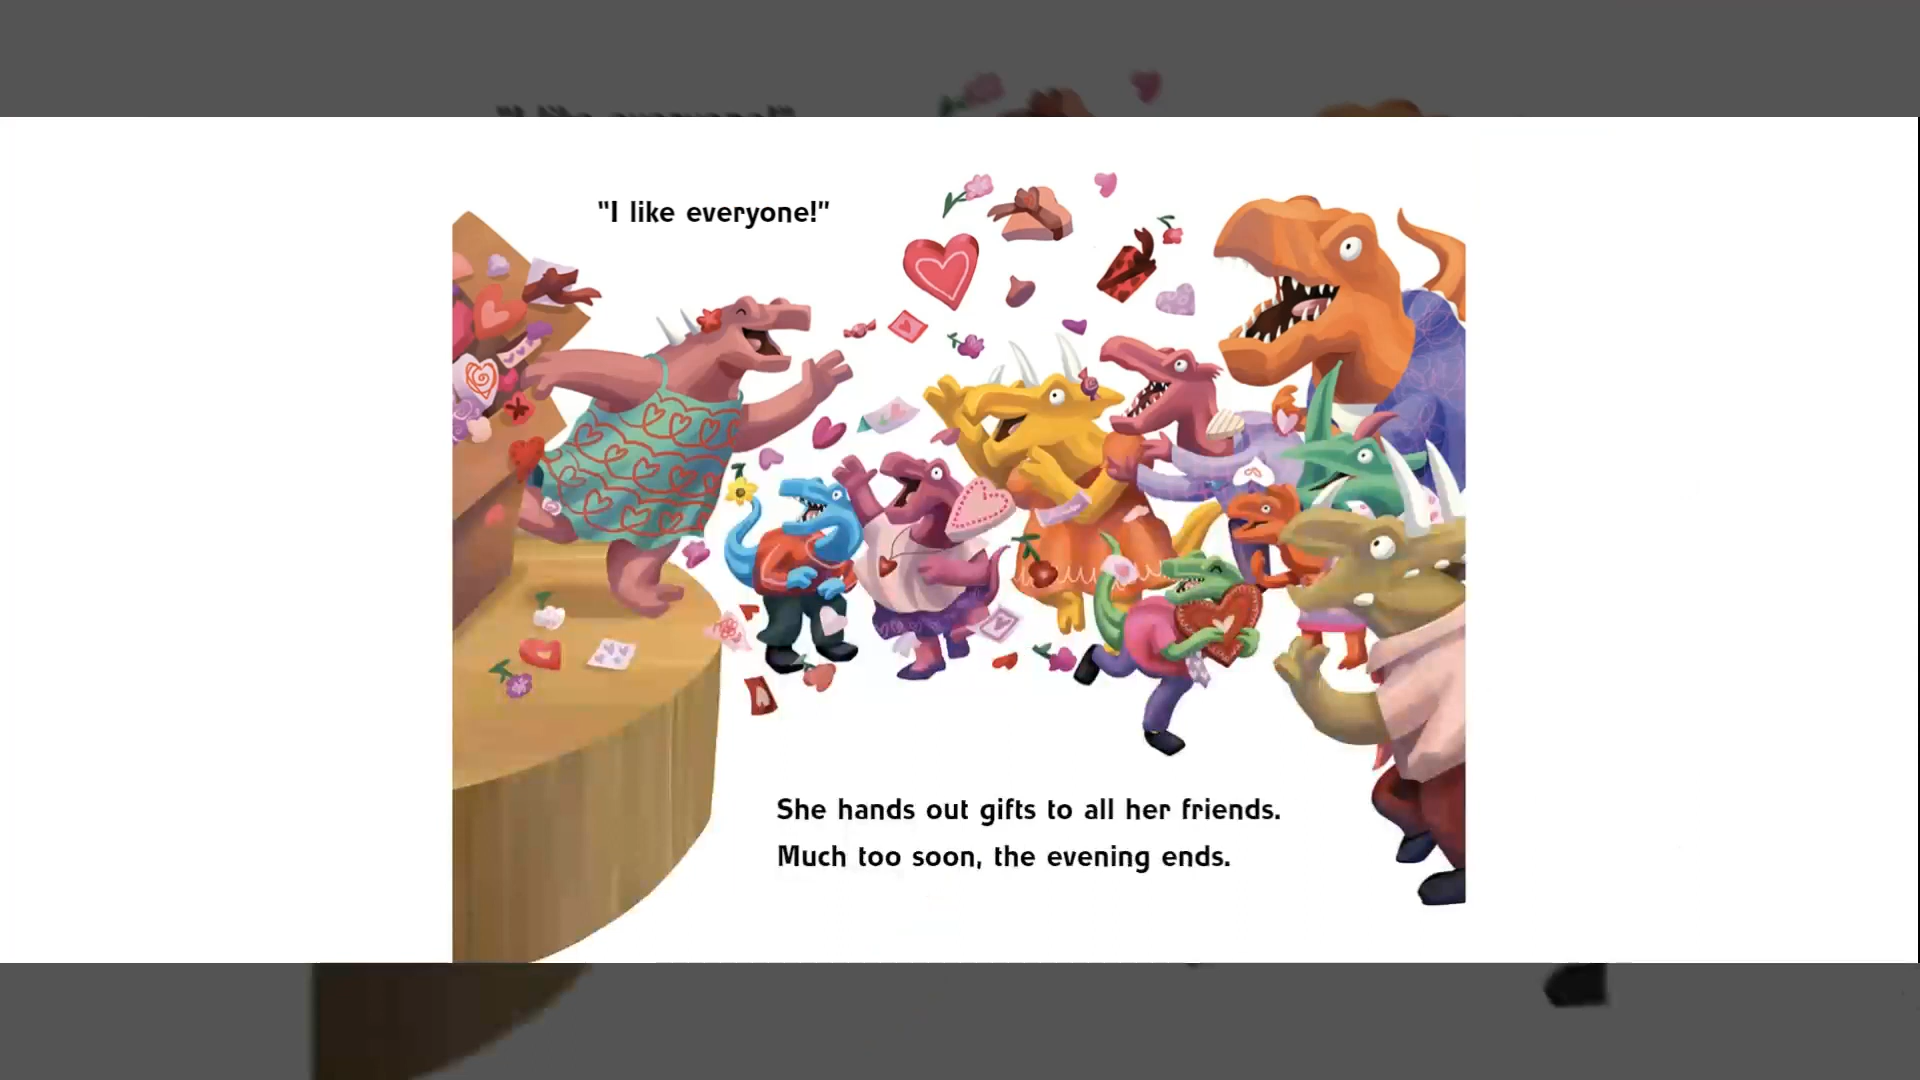 "I like everyone!"
She hands out gifts to all her friends.
Much too soon, the evening ends.